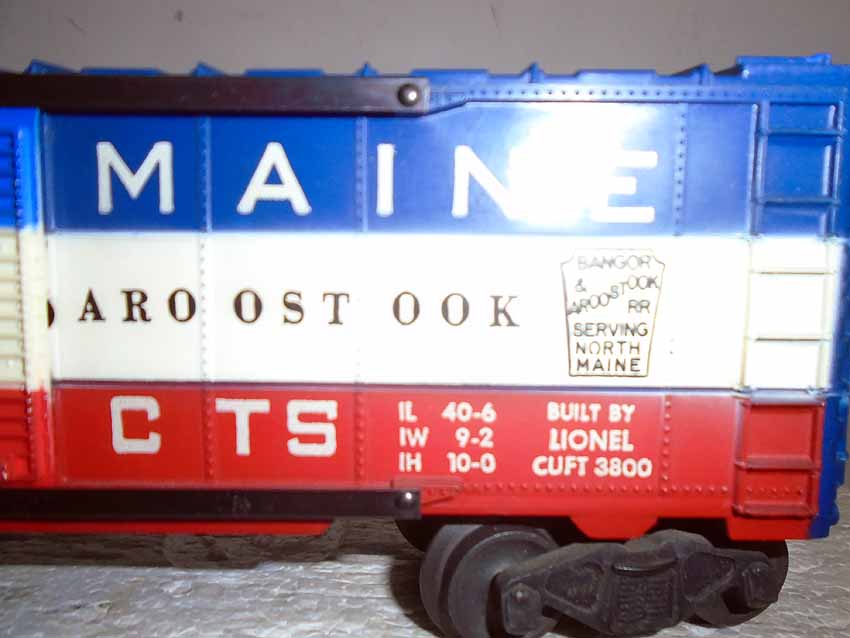 MAINE
AROOSTOOK
BANGOR
&
AROOSTOOK
RR
SERVING
NORTH
MAINE
CTS
IL 40-6
IW 9-2
IH 10-0
BUILT BY
LIONEL
CUFT 3800